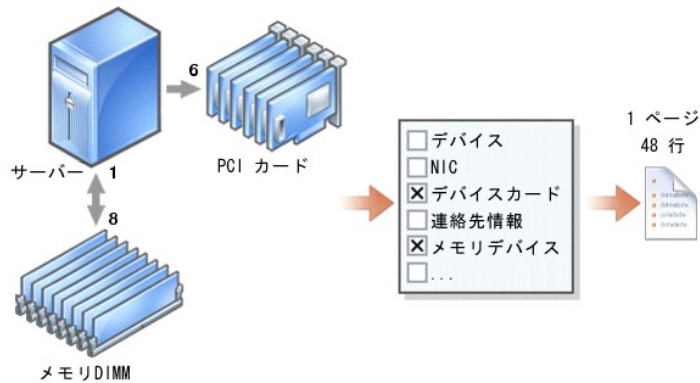 6
サーバー 1
PCI カード
8
メモリDIMM
デバイス
NIC
デバイスカード
連絡先情報
メモリデバイス
...
1 ページ
48 行